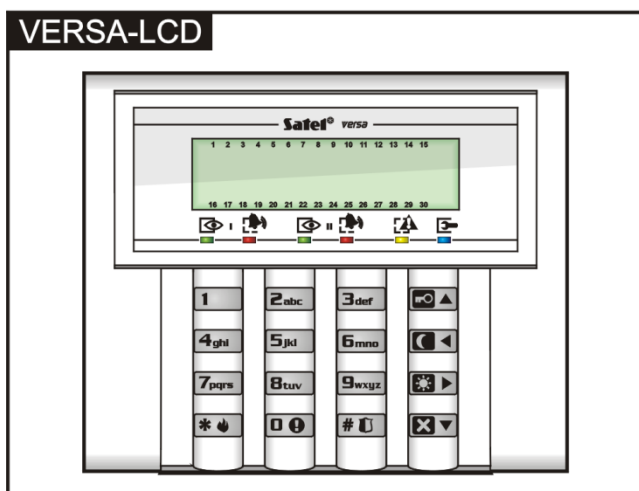 VERSA-LCD
Satel® versa
1 2 3 4 5 6 7 8 9 10 11 12 13 14 15
16 17 18 19 20 21 22 23 24 25 26 27 28 29 30
I II
1 2abc 3def
4ghi 5jkl 6mno
7pqrs 8tuv 9wxyz
* 0 #